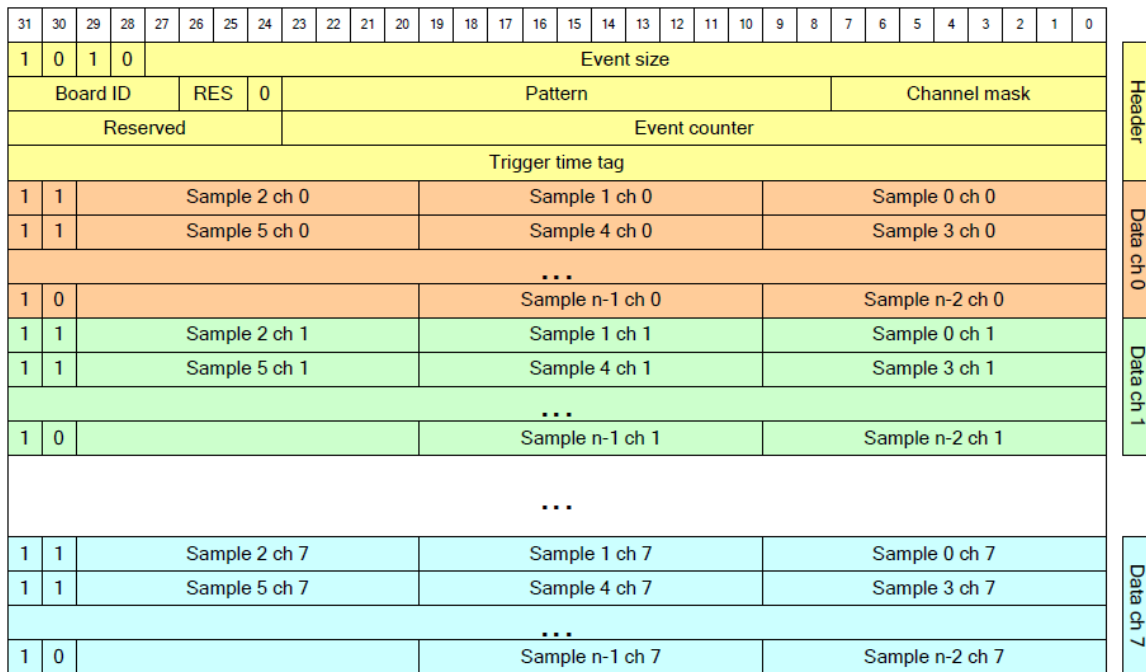 31 30 29 28 27 26 25 24 23 22 21 20 19 18 17 16 15 14 13 12 11 10 9 8 7 6 5 4 3 2 1 0
1 0 1 0 Event size
Board ID RES 0 Pattern Channel mask
Reserved Event counter
Trigger time tag
Header
1 1 Sample 2 ch 0 Sample 1 ch 0 Sample 0 ch 0
1 1 Sample 5 ch 0 Sample 4 ch 0 Sample 3 ch 0
...
1 0 Sample n-1 ch 0 Sample n-2 ch 0
Data ch 0
1 1 Sample 2 ch 1 Sample 1 ch 1 Sample 0 ch 1
1 1 Sample 5 ch 1 Sample 4 ch 1 Sample 3 ch 1
...
1 0 Sample n-1 ch 1 Sample n-2 ch 1
Data ch 1
...
1 1 Sample 2 ch 7 Sample 1 ch 7 Sample 0 ch 7
1 1 Sample 5 ch 7 Sample 4 ch 7 Sample 3 ch 7
...
1 0 Sample n-1 ch 7 Sample n-2 ch 7
Data ch 7